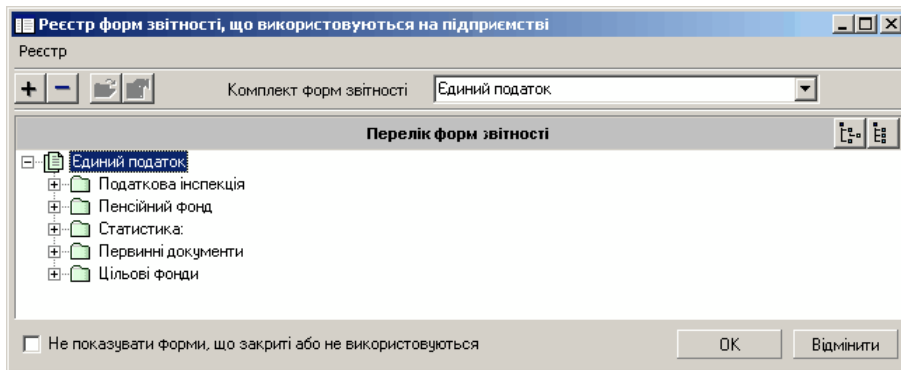 Реєстр форм звітності, що використовуються на підприємстві
Реєстр
Комплект форм звітності Єдиний податок
Перелік форм звітності
Єдиний податок
Податкова інспекція
Пенсійний фонд
Статистика:
Первинні документи
Цільові фонди
Не показувати форми, що закриті або не використовуються
OK Відмінити